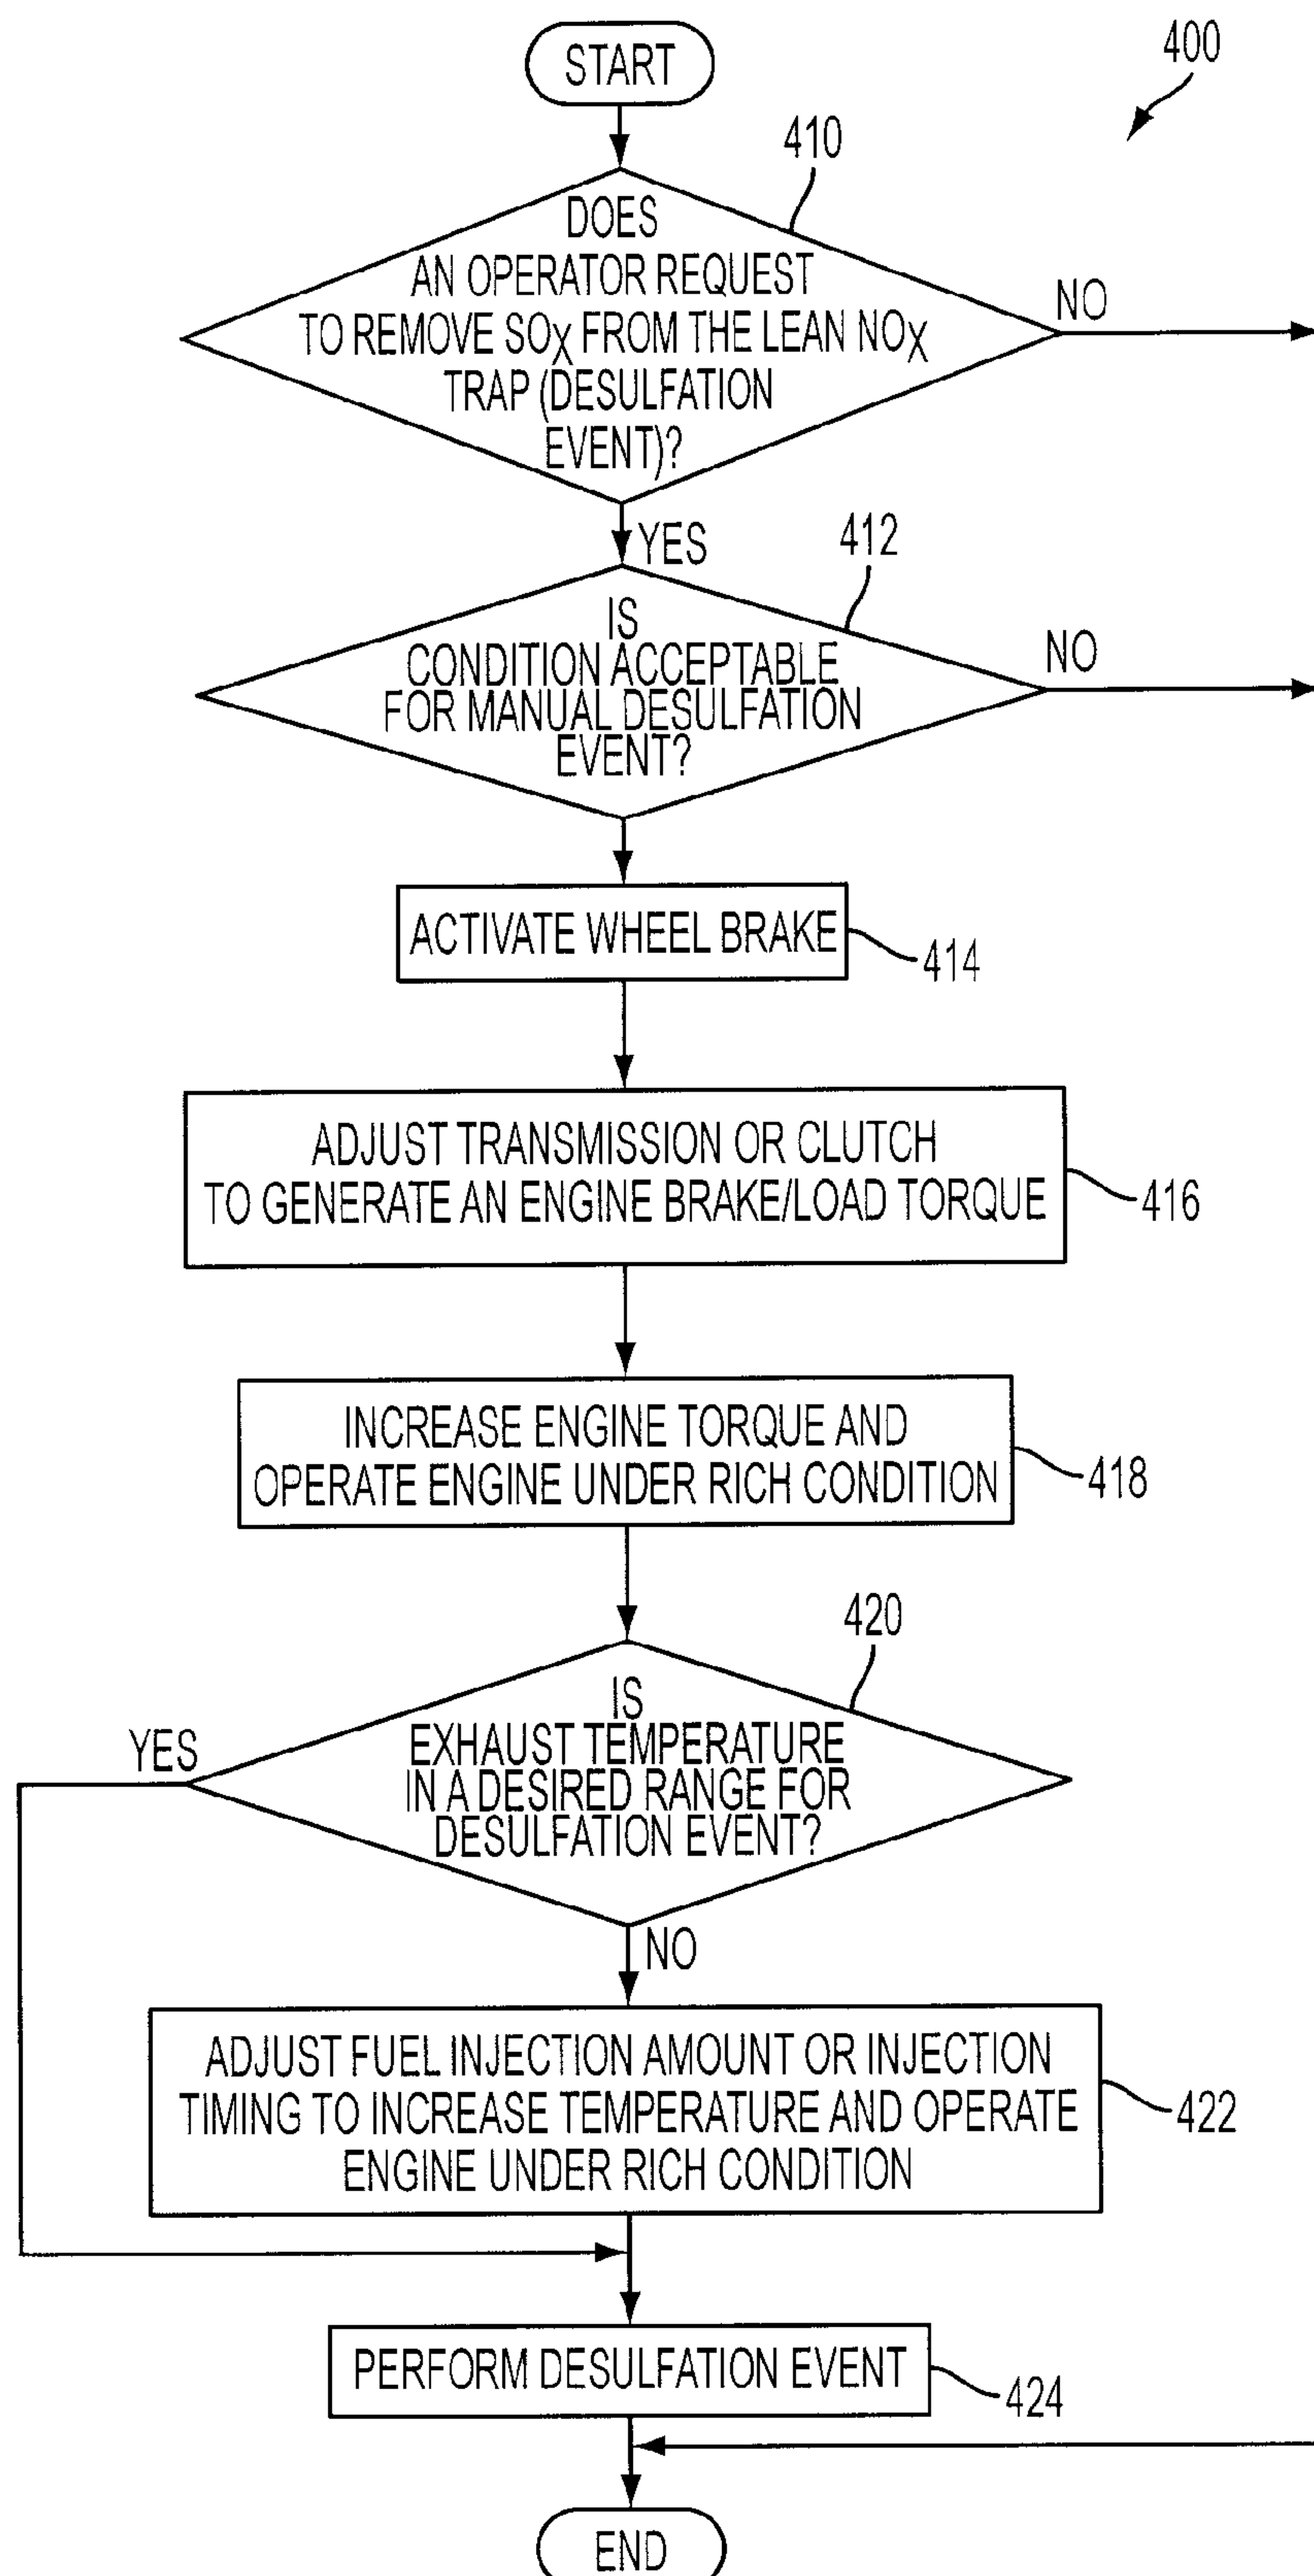 START
400
410
DOES
AN OPERATOR REQUEST
TO REMOVE SOX FROM THE LEAN NOX
TRAP (DESULFATION
EVENT)?
NO
YES
412
IS
CONDITION ACCEPTABLE
FOR MANUAL DESULFATION
EVENT?
NO
ACTIVATE WHEEL BRAKE
414
ADJUST TRANSMISSION OR CLUTCH
TO GENERATE AN ENGINE BRAKE/LOAD TORQUE
416
INCREASE ENGINE TORQUE AND
OPERATE ENGINE UNDER RICH CONDITION
418
420
IS
EXHAUST TEMPERATURE
IN A DESIRED RANGE FOR
DESULFATION EVENT?
YES
NO
ADJUST FUEL INJECTION AMOUNT OR INJECTION
TIMING TO INCREASE TEMPERATURE AND OPERATE
ENGINE UNDER RICH CONDITION
422
PERFORM DESULFATION EVENT
424
END